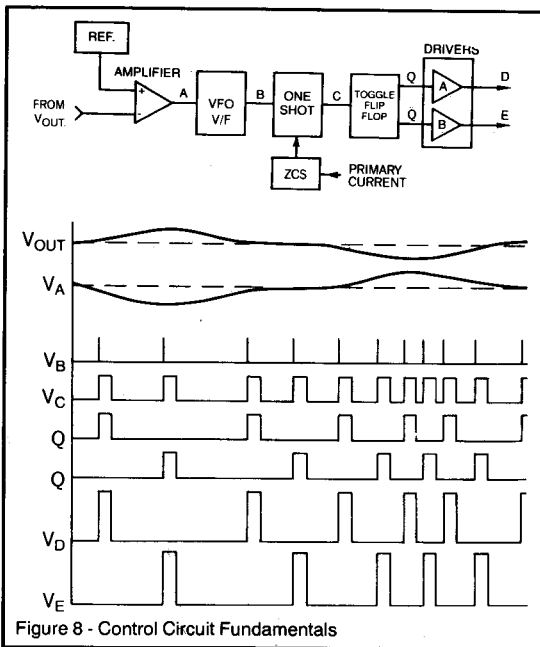 REF.
DRIVERS
AMPLIFIER
+
-
A
VFO
V/F
B
ONE
SHOT
C
TOGGLE
FLIP
FLOP
Q
A
D
Q
B
E
FROM
VOUT.
ZCS
PRIMARY
CURRENT
VOUT
VA
VB
VC
Q
Q
VD
VE
Figure 8 - Control Circuit Fundamentals